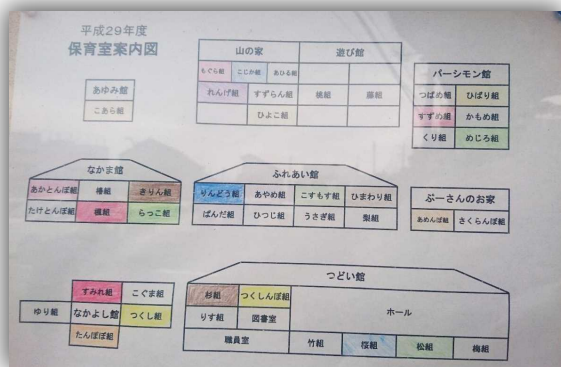 平成29年度
保育室案内図
あゆみ館
こあら組
山の家 遊び館
もぐら組 こじか組 あひる組
れんげ組 すずらん組 橘組 藤組
ひよこ組
パーシモン館
つばめ組 ひばり組
すずめ組 かもめ組
くり組 めじろ組
なかま館
あかとんぼ組 椿組 きりん組
たけとんぼ組 楓組 らっこ組
ふれあい館
りんどう組 あやめ組 こすもす組 ひまわり組
ぱんだ組 ひつじ組 うさぎ組 梨組
ぷーさんのお家
あめんぼ組 さくらんぼ組
すみれ組 こぐま組
ゆり組 なかよし館 つくし組
たんぽぽ組
つどい館
杉組 つくしんぼ組 ホール
りす組 図書室
職員室 竹組 桜組 松組 梅組